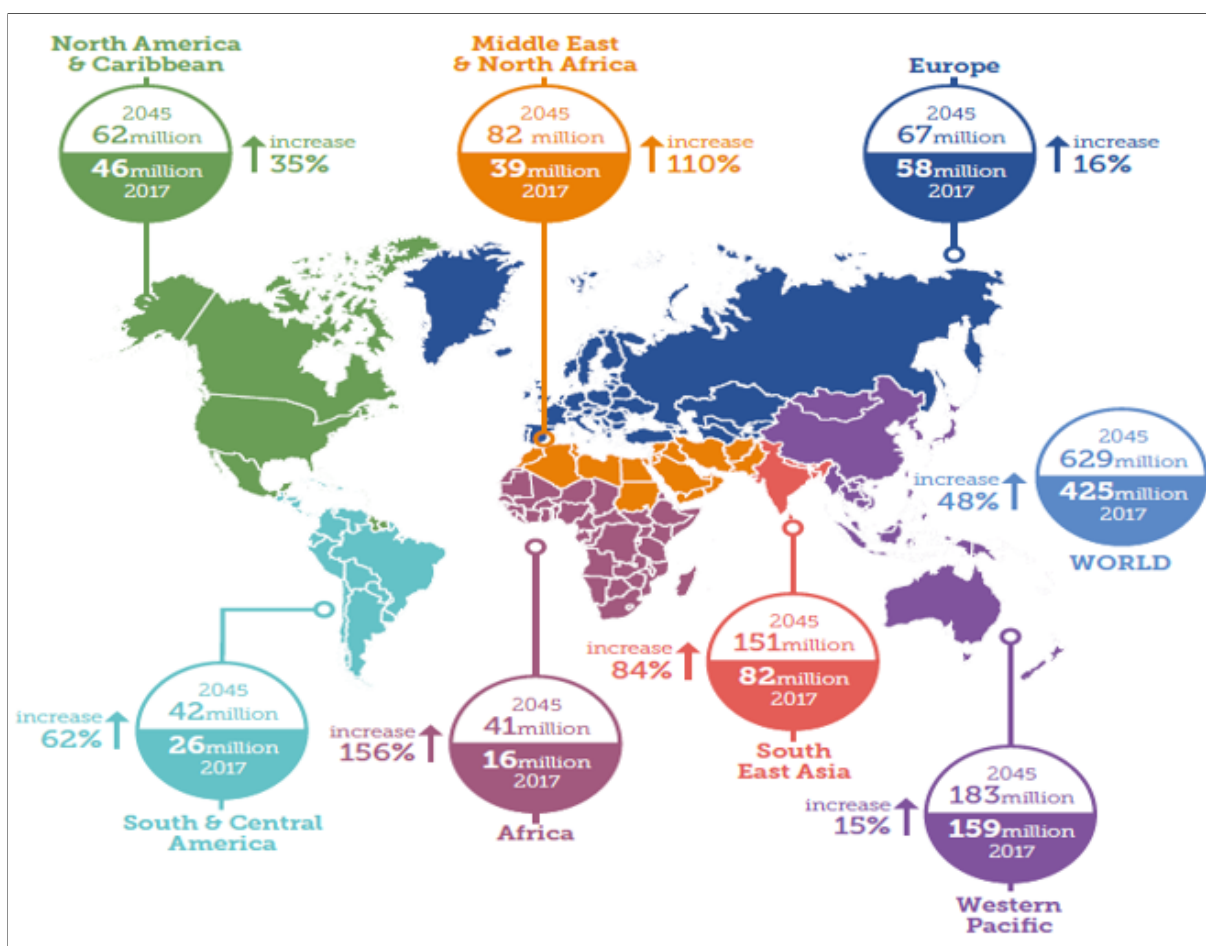 North America
& Caribbean
2045
62million
46million
2017
increase
35%
Middle East
& North Africa
2045
82 million
39million
2017
increase
110%
Europe
2045
67million
58million
2017
increase
16%
2045
629million
425million
2017
increase
48%
WORLD
2045
42million
26million
2017
increase
62%
South & Central
America
2045
41million
16million
2017
increase
156%
Africa
2045
151million
82million
2017
increase
84%
South
East Asia
2045
183million
159million
2017
increase
15%
Western
Pacific